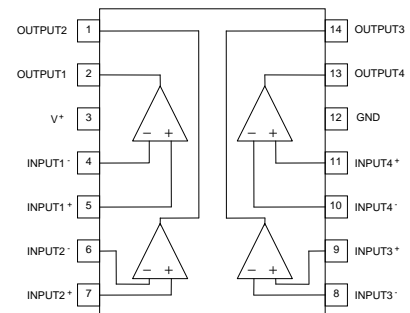 OUTPUT2 1 14 OUTPUT3
OUTPUT1 2 13 OUTPUT4
V+ 3 12 GND
INPUT1- 4 - + - + 11 INPUT4+
INPUT1+ 5 10 INPUT4-
INPUT2- 6 9 INPUT3+
INPUT2+ 7 - + - + 8 INPUT3-